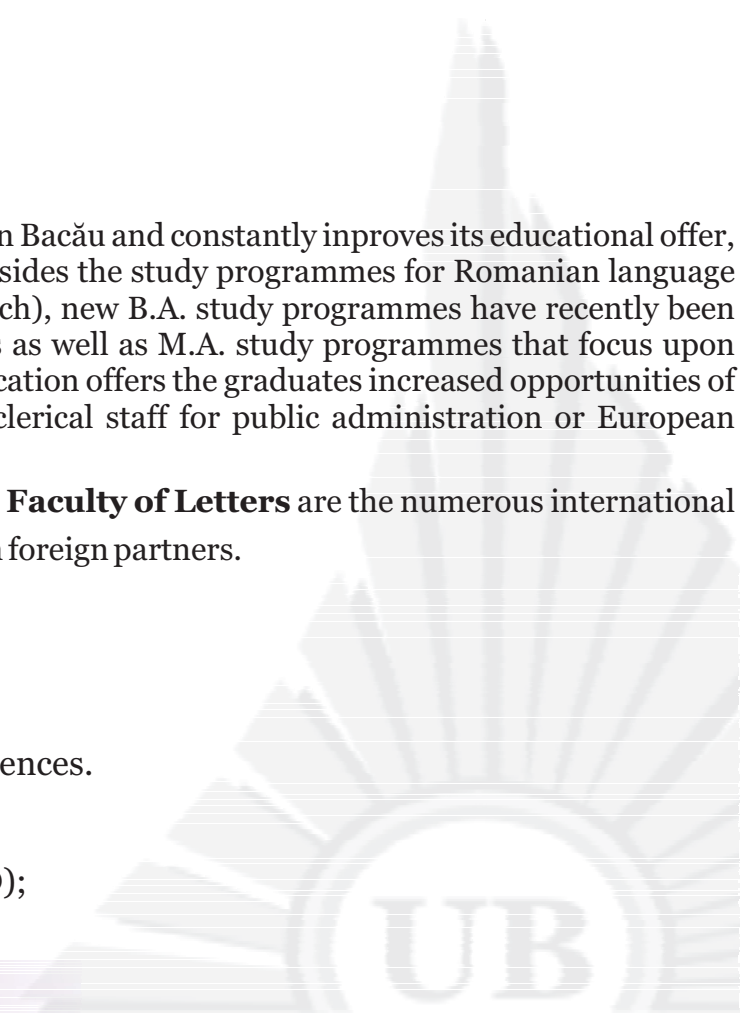 n Bacău and constantly inproves its educational offer,
sides the study programmes for Romanian language
ch), new B.A. study programmes have recently been
s as well as M.A. study programmes that focus upon
cation offers the graduates increased opportunities of
clerical staff for public administration or European
Faculty of Letters are the numerous international
n foreign partners.
ences.
);
UB